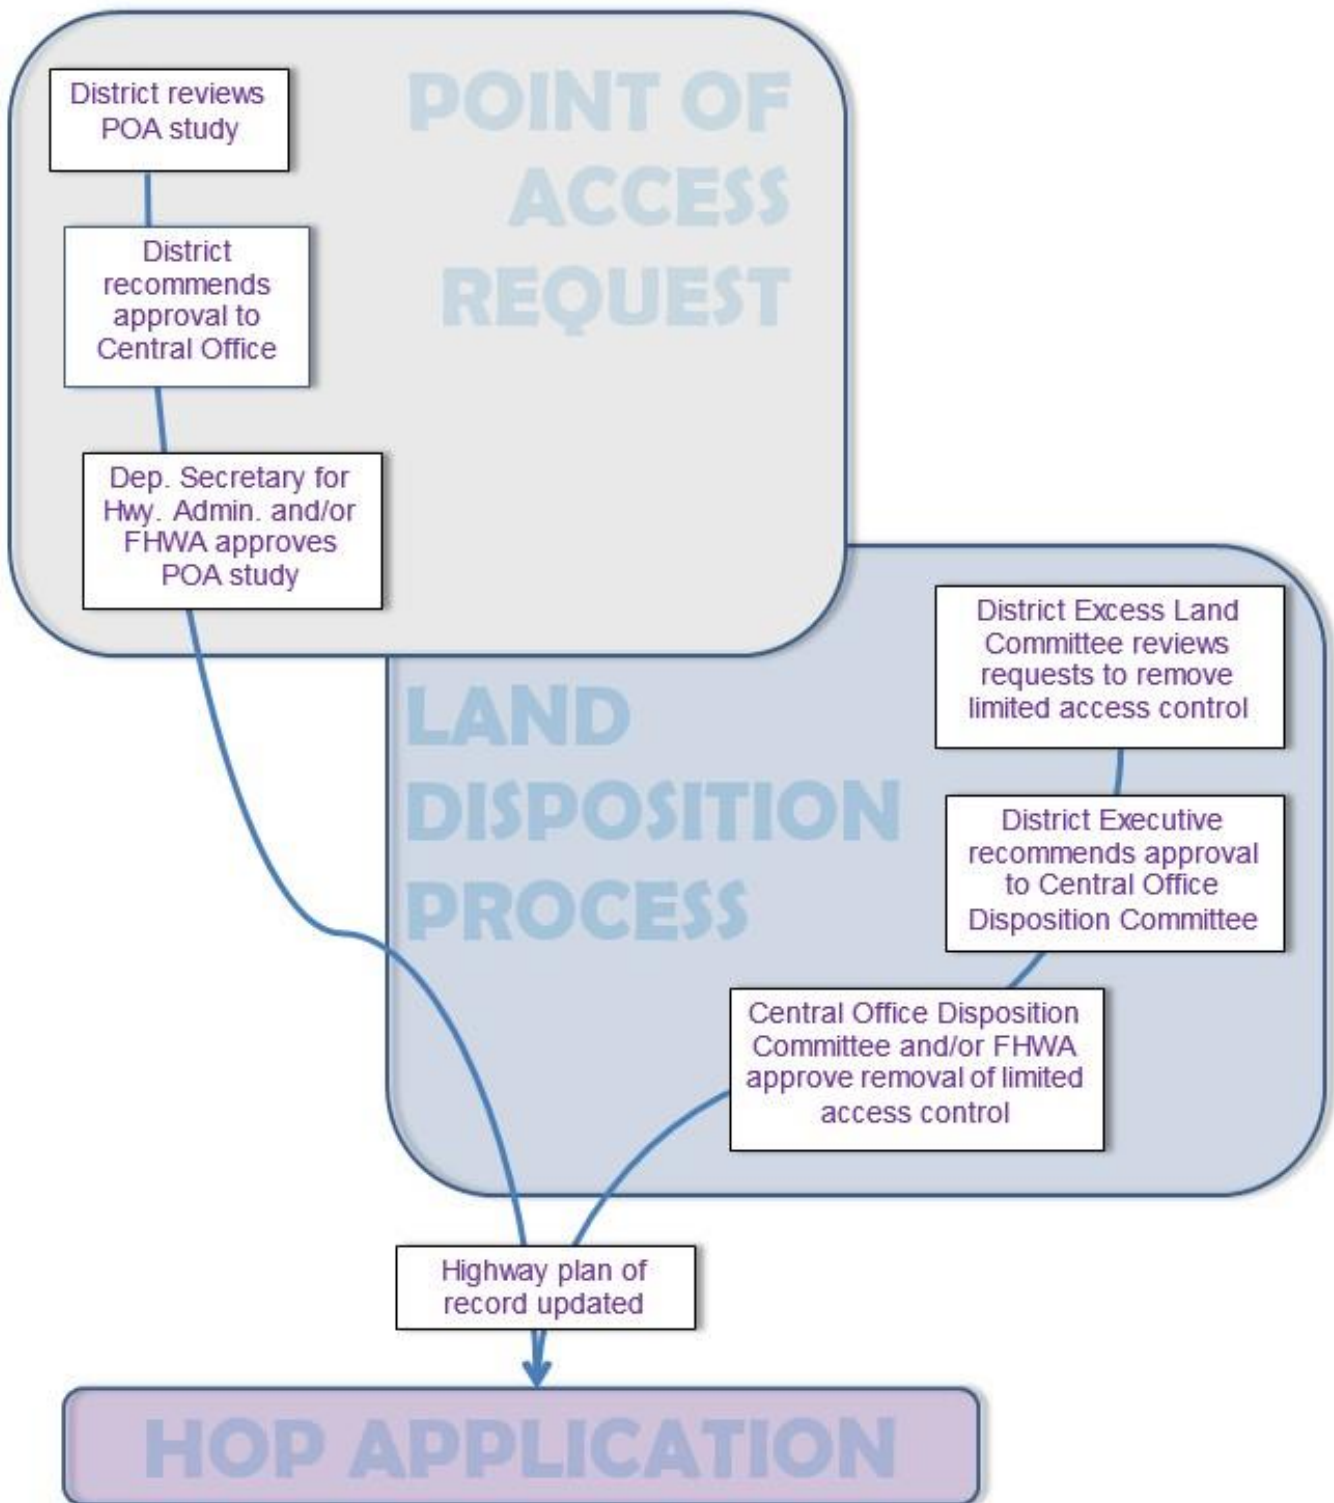 POINT OF
ACCESS
REQUEST
District reviews
POA study
District
recommends
approval to
Central Office
Dep. Secretary for
Hwy. Admin. and/or
FHWA approves
POA study
LAND
DISPOSITION
PROCESS
District Excess Land
Committee reviews
requests to remove
limited access control
District Executive
recommends approval
to Central Office
Disposition Committee
Central Office Disposition
Committee and/or FHWA
approve removal of limited
access control
Highway plan of
record updated
HOP APPLICATION